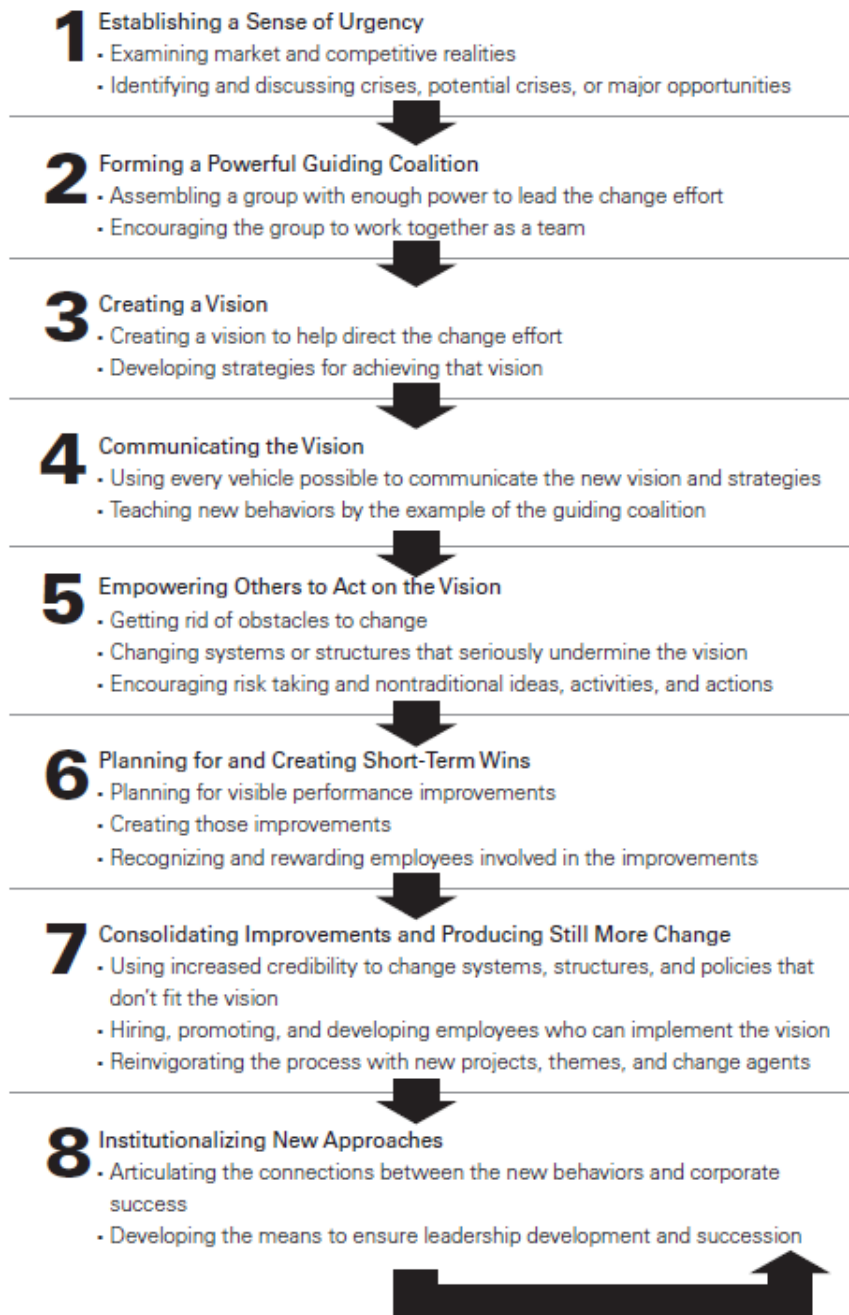 1 Establishing a Sense of Urgency
• Examining market and competitive realities
• Identifying and discussing crises, potential crises, or major opportunities
2 Forming a Powerful Guiding Coalition
• Assembling a group with enough power to lead the change effort
• Encouraging the group to work together as a team
3 Creating a Vision
• Creating a vision to help direct the change effort
• Developing strategies for achieving that vision
4 Communicating the Vision
• Using every vehicle possible to communicate the new vision and strategies
• Teaching new behaviors by the example of the guiding coalition
5 Empowering Others to Act on the Vision
• Getting rid of obstacles to change
• Changing systems or structures that seriously undermine the vision
• Encouraging risk taking and nontraditional ideas, activities, and actions
6 Planning for and Creating Short-Term Wins
• Planning for visible performance improvements
• Creating those improvements
• Recognizing and rewarding employees involved in the improvements
7 Consolidating Improvements and Producing Still More Change
• Using increased credibility to change systems, structures, and policies that
don't fit the vision
• Hiring, promoting, and developing employees who can implement the vision
• Reinvigorating the process with new projects, themes, and change agents
8 Institutionalizing New Approaches
• Articulating the connections between the new behaviors and corporate
success
• Developing the means to ensure leadership development and succession